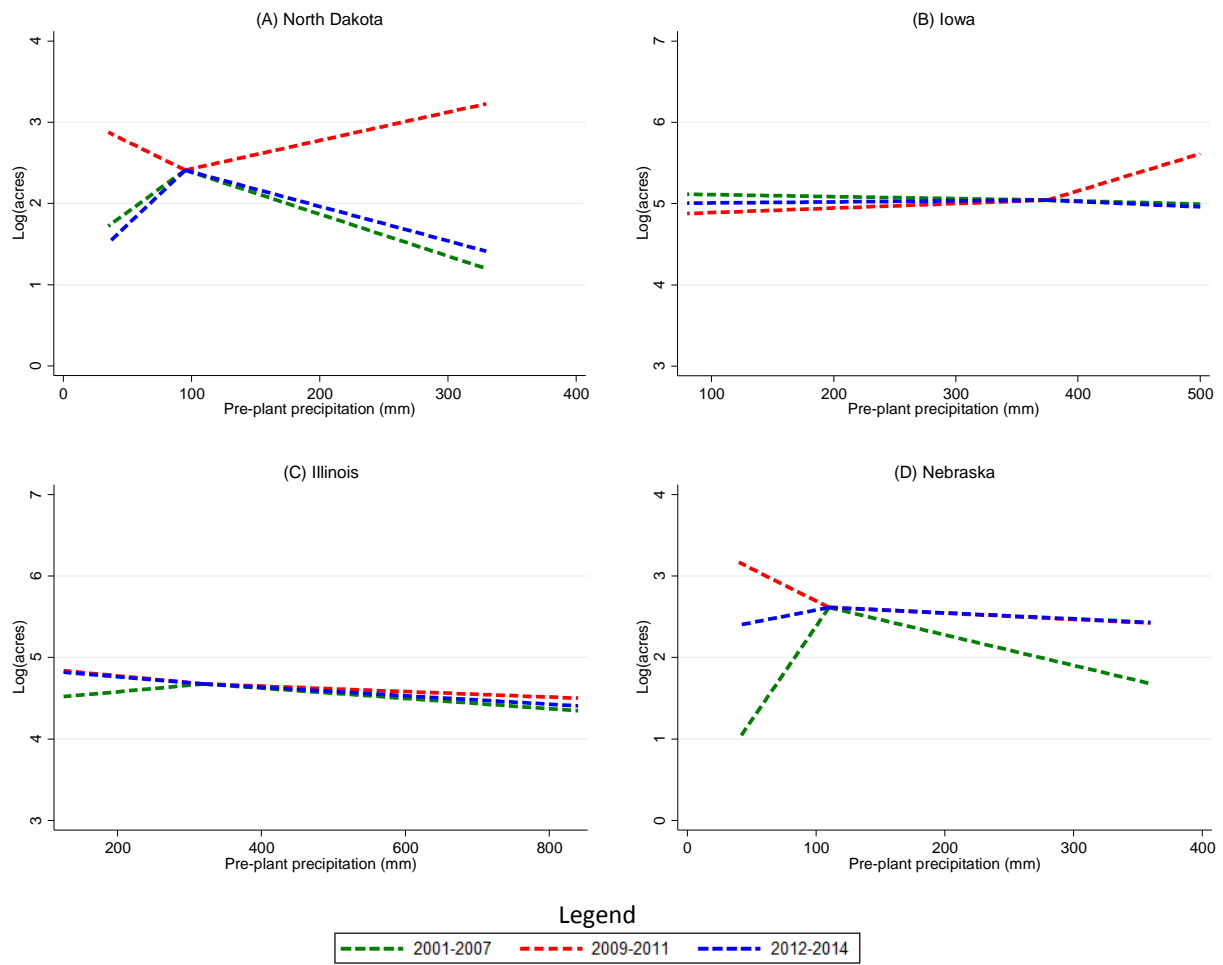 (A) North Dakota
Log(acres)
4
3
2
1
0
0 100 200 300 400
Pre-plant precipitation (mm)
(B) Iowa
Log(acres)
7
6
5
4
3
100 200 300 400 500
Pre-plant precipitation (mm)
(C) Illinois
Log(acres)
7
6
5
4
3
200 400 600 800
Pre-plant precipitation (mm)
(D) Nebraska
Log(acres)
4
3
2
1
0
0 100 200 300 400
Pre-plant precipitation (mm)
Legend
2001-2007 2009-2011 2012-2014